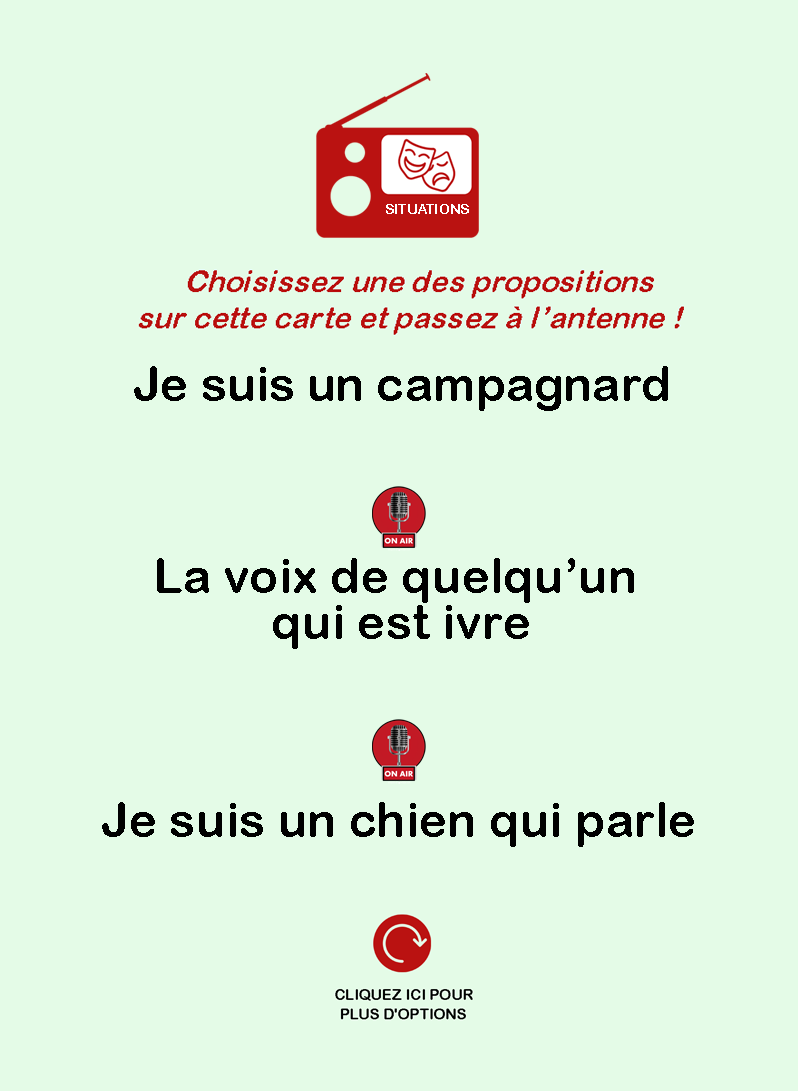 SITUATIONS
Choisissez une des propositions
sur cette carte et passez à l’antenne !
Je suis un campagnard
ON AIR
La voix de quelqu’un
qui est ivre
ON AIR
Je suis un chien qui parle
CLIQUEZ ICI POUR
PLUS D'OPTIONS